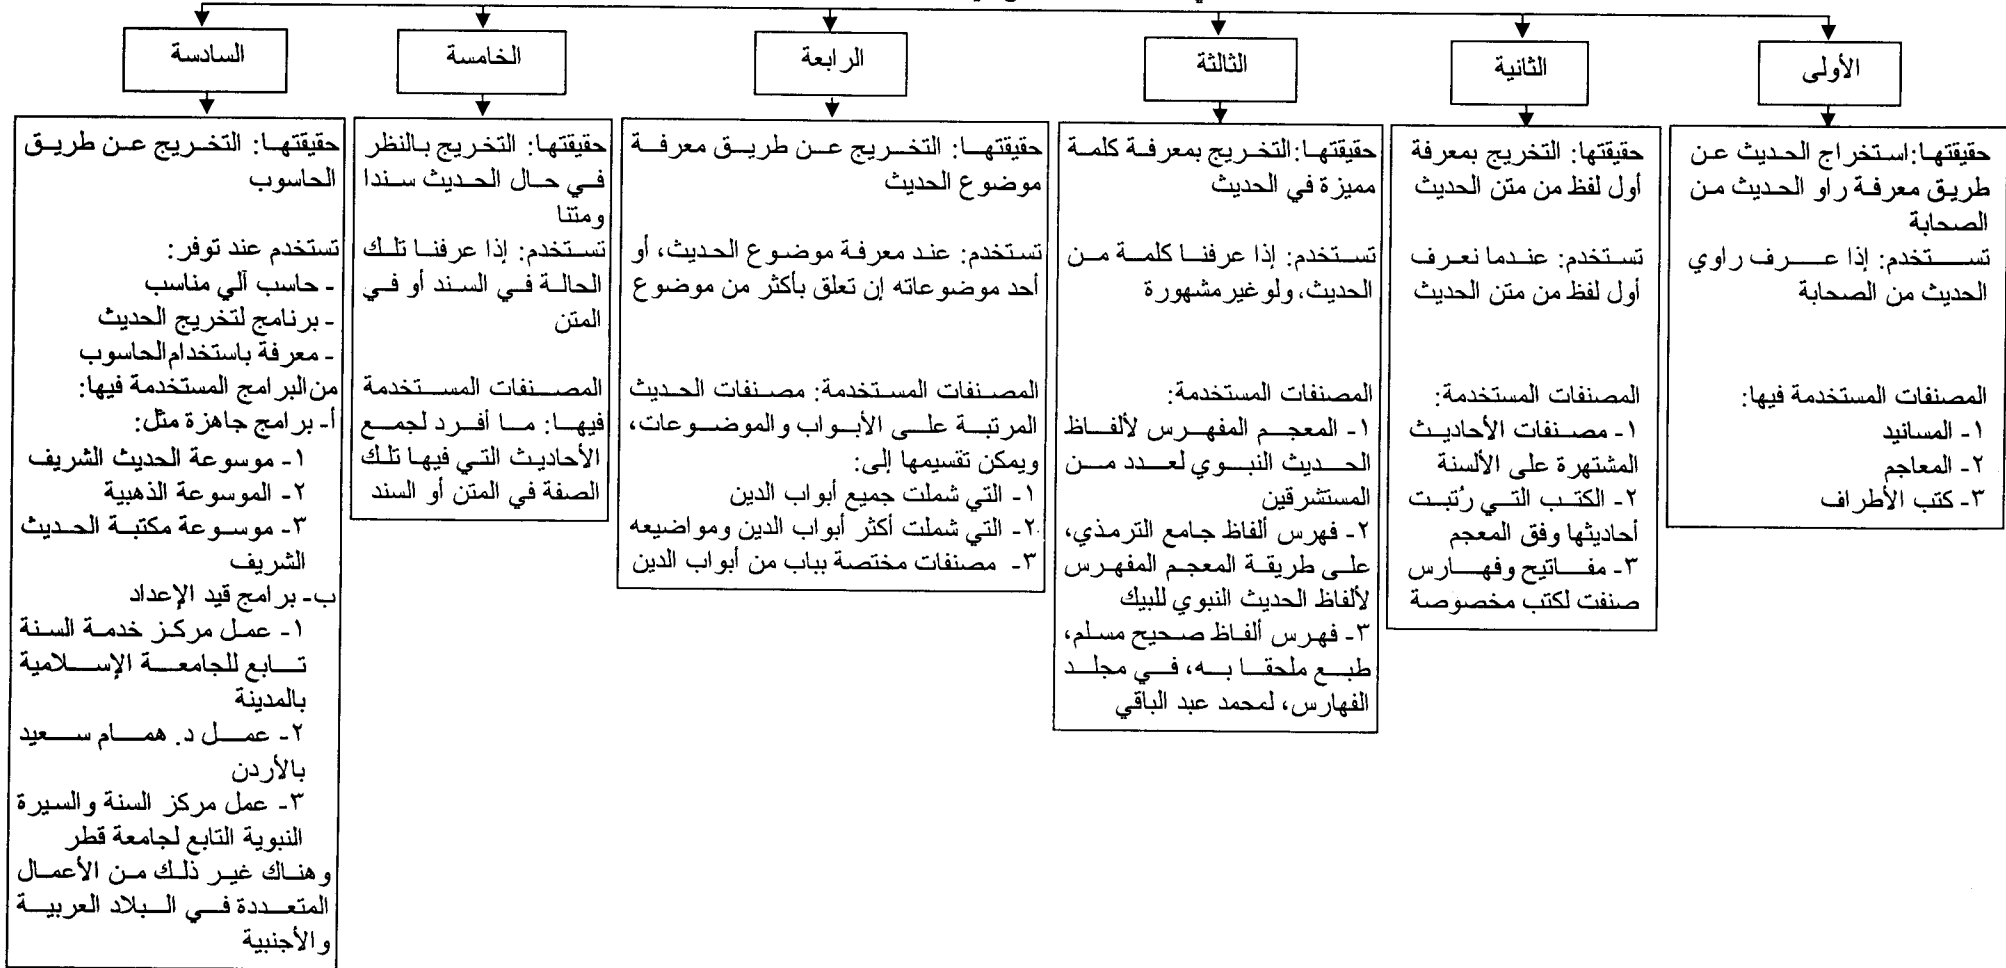 الأولى
حقيقتها: استخراج الحديث عن
طريق معرفة راو الحديث من
الصحابة
تستخدم: إذا عرف راوي
الحديث من الصحابة
المصنفات المستخدمة فيها:
١- المسانيد
٢- المعاجم
٣- كتب الأطراف
الثانية
حقيقتها: التخريج بمعرفة
أول لفظ من متن الحديث
تستخدم: عندما نعرف
أول لفظ من متن الحديث
المصنفات المستخدمة:
١- مصنفات الأحاديث
المشتهرة على الألسنة
٢- الكتب التي رُتبت
أحاديثها وفق المعجم
٣- مفاتيح وفهارس
صنفت لكتب مخصوصة
الثالثة
حقيقتها: التخريج بمعرفة كلمة
مميزة في الحديث
تستخدم: إذا عرفنا كلمة من
الحديث، ولو غير مشهورة
المصنفات المستخدمة:
١- المعجم المفهرس لألفاظ
الحديث النبوي لعدد من
المستشرقين
٢- فهرس ألفاظ جامع الترمذي،
على طريقة المعجم المفهرس
لألفاظ الحديث النبوي للبيك
٣- فهرس ألفاظ صحيح مسلم،
طبع ملحقا به، في مجلد
الفهارس، لمحمد عبد الباقي
الرابعة
حقيقتها: التخريج عن طريق معرفة
موضوع الحديث
تستخدم: عند معرفة موضوع الحديث، أو
أحد موضوعاته إن تعلق بأكثر من موضوع
المصنفات المستخدمة: مصنفات الحديث
المرتبة على الأبواب والموضوعات،
ويمكن تقسيمها إلى:
١- التي شملت جميع أبواب الدين
٢- التي شملت أكثر أبواب الدين ومواضيعه
٣- مصنفات مختصة بباب من أبواب الدين
الخامسة
حقيقتها: التخريج بالنظر
في حال الحديث سندا
ومتنا
تستخدم: إذا عرفنا تلك
الحالة في السند أو في
المتن
المصنفات المستخدمة
فيها: ما أفرد لجمع
الأحاديث التي فيها تلك
الصفة في المتن أو السند
السادسة
حقيقتها: التخريج عن طريق
الحاسوب
تستخدم عند توفر:
- حاسب آلي مناسب
- برنامج لتخريج الحديث
- معرفة باستخدام الحاسوب
من البرامج المستخدمة فيها:
أ- برامج جاهزة مثل:
١- موسوعة الحديث الشريف
٢- الموسوعة الذهبية
٣- موسوعة مكتبة الحديث
الشريف
ب- برامج قيد الإعداد
١- عمل مركز خدمة السنة
تابع للجامعة الإسلامية
بالمدينة
٢- عمل د. همام سعيد
بالأردن
٣- عمل مركز السنة والسيرة
النبوية التابع لجامعة قطر
وهناك غير ذلك من الأعمال
المتعددة في البلاد العربية
والأجنبية